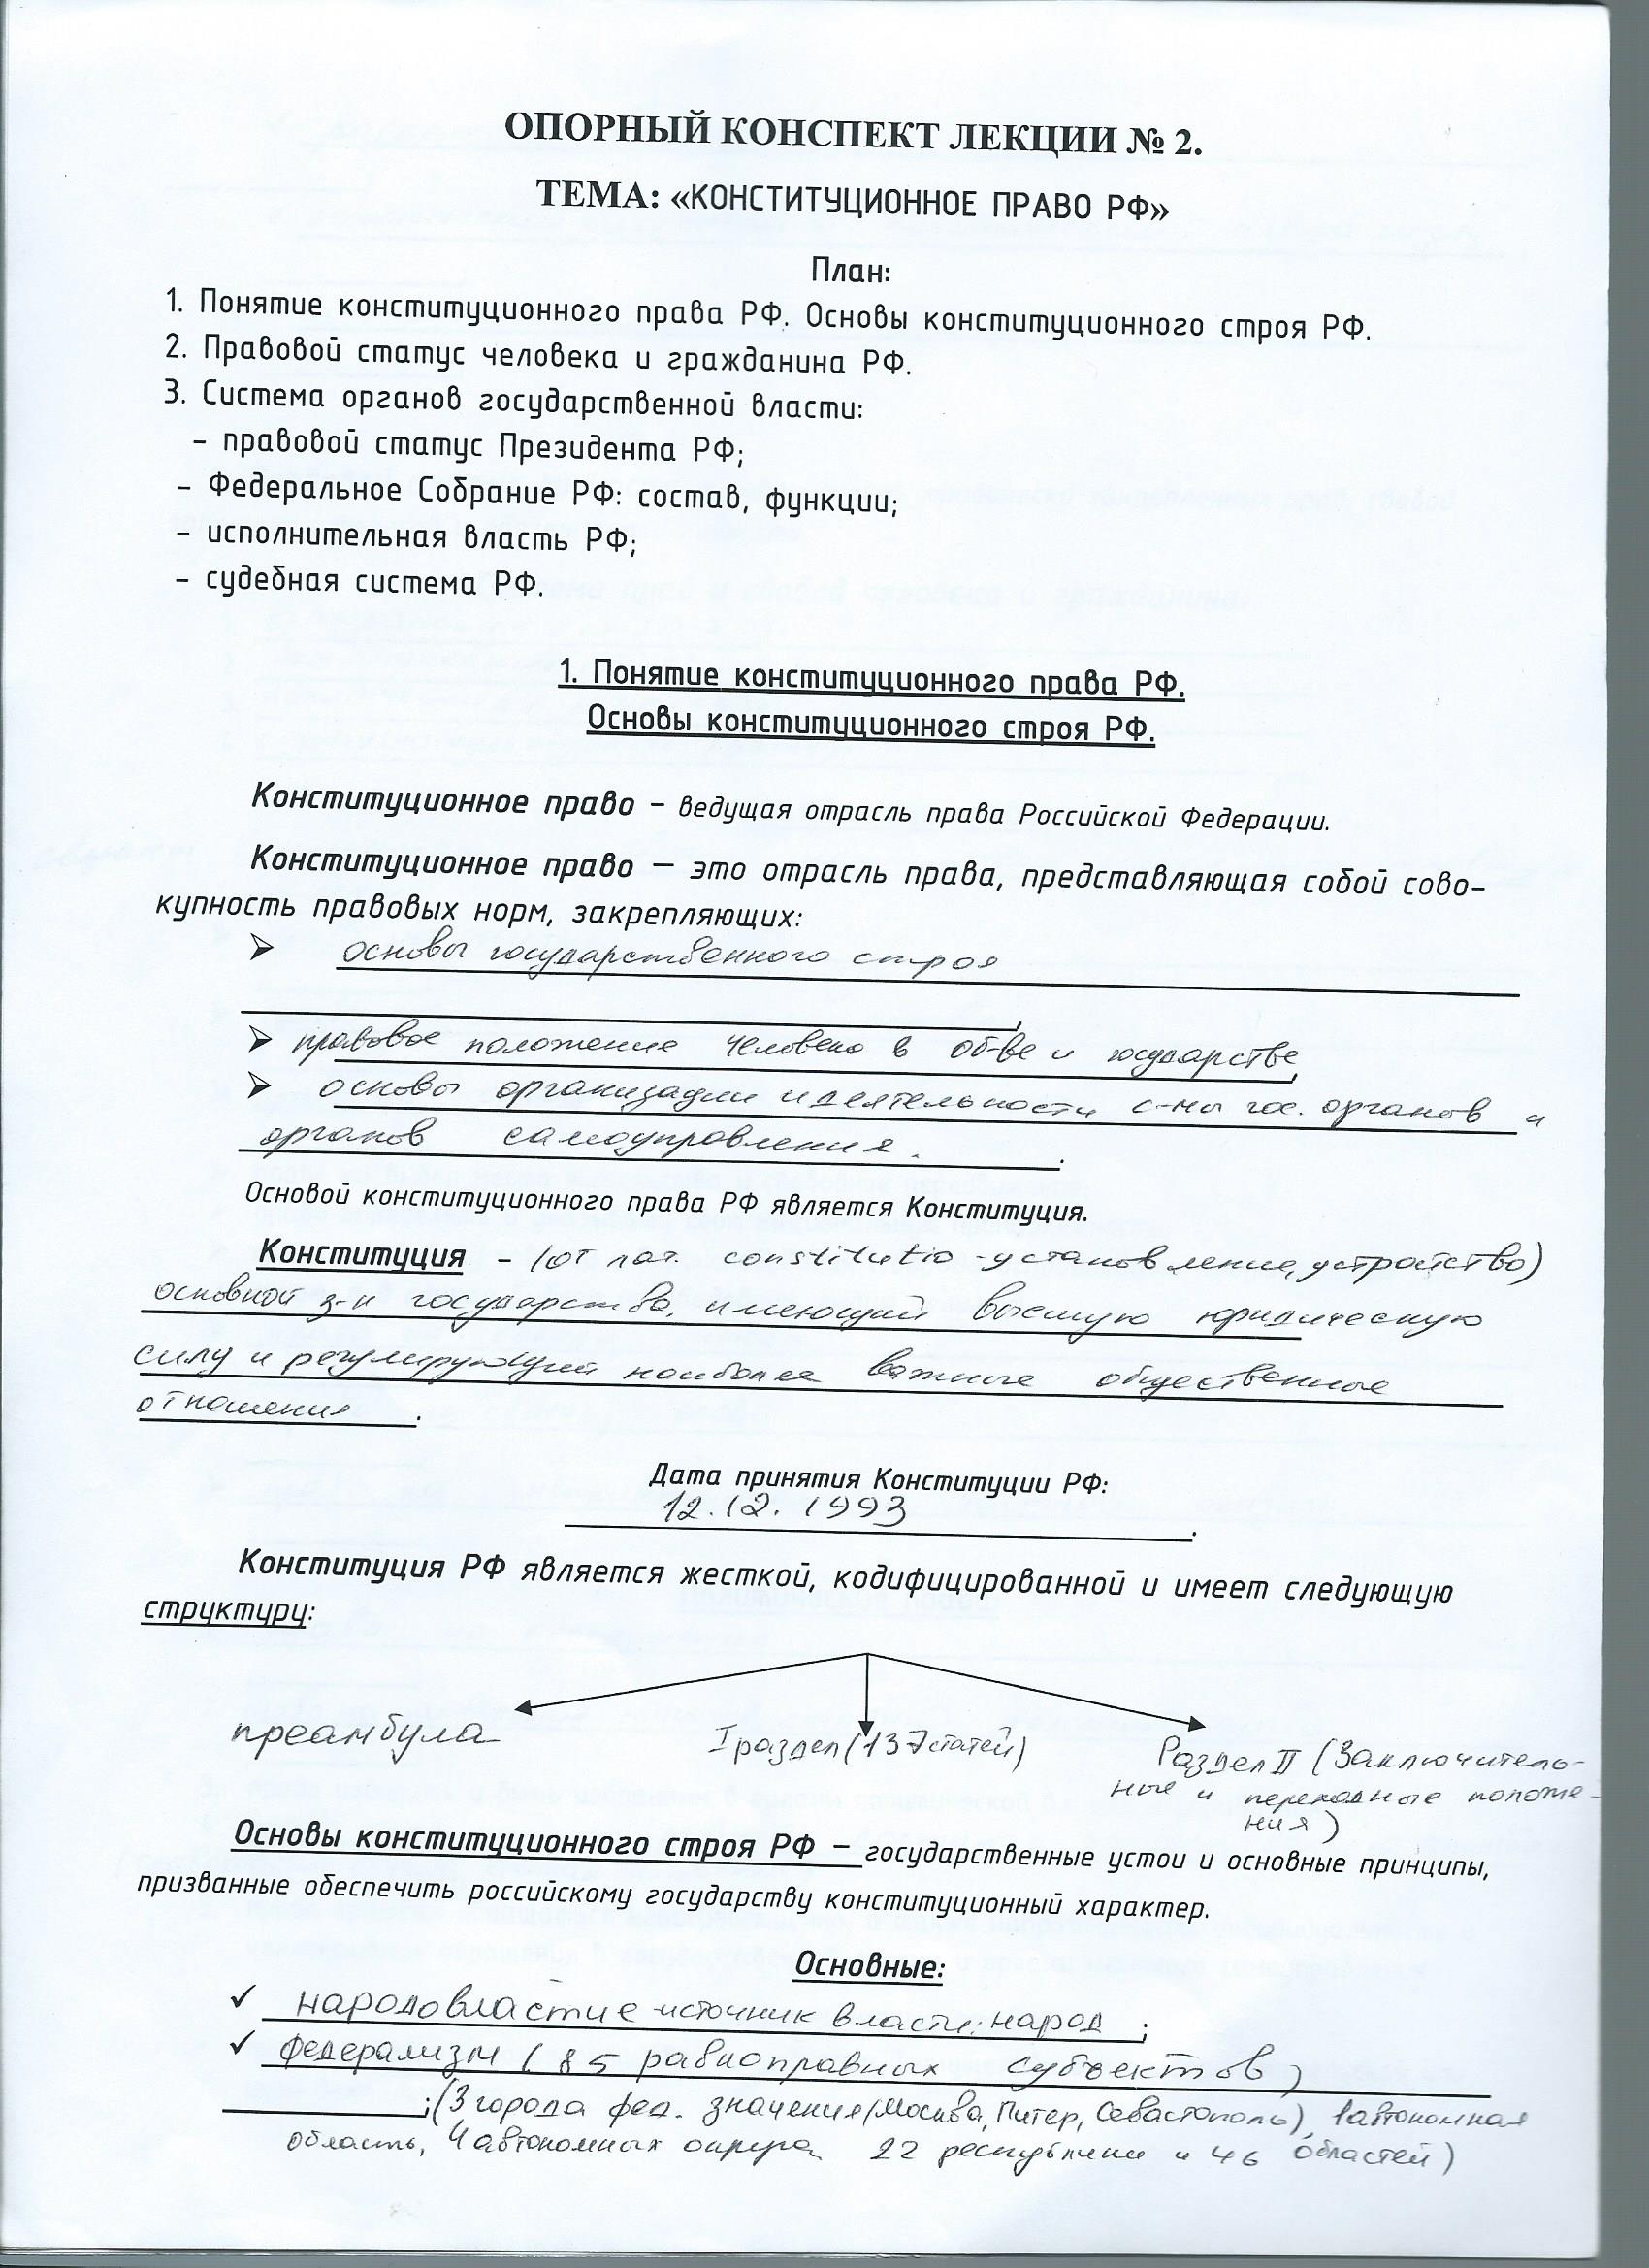 ОПОРНЫЙ КОНСПЕКТ ЛЕКЦИИ № 2.
ТЕМА: «КОНСТИТУЦИОННОЕ ПРАВО РФ»
План:
1. Понятие конституционного права РФ. Основы конституционного строя РФ.
2. Правовой статус человека и гражданина РФ.
3. Система органов государственной власти:
– правовой статус Президента РФ;
– Федеральное Собрание РФ: состав, функции;
– исполнительная власть РФ;
– судебная система РФ.
1. Понятие конституционного права РФ.
Основы конституционного строя РФ.
Конституционное право – ведущая отрасль права Российской Федерации.
Конституционное право – это отрасль права, представляющая собой сово-
купность правовых норм, закрепляющих:
➢ основы государственного строя
,
➢ правовое положение человека в об-ве и государстве,
➢ основы организации и деятельности с-мы гос. органов и
органов самоуправления.
Основой конституционного права РФ является Конституция.
Конституция – (от лат. constitutio - установление, устройство)
основной з-н государства, имеющий высшую юридическую
силу и регулирующий наиболее важные общественные
отношения.
Дата принятия Конституции РФ:
12.12.1993.
Конституция РФ является жесткой, кодифицированной и имеет следующую
структуру:
преамбула I раздел (137 статей) Раздел II (Заключитель-
ные и переходные положе-
ния)
Основы конституционного строя РФ – государственные устои и основные принципы,
призванные обеспечить российскому государству конституционный характер.
Основные:
✓ народовластие - источник власти: народ;
✓ федерализм (85 равноправных субъектов)
;(3 города фед. значения (Москва, Питер, Севастополь), 1 автономная
область, 4 автономных округа 22 республики и 46 областей)